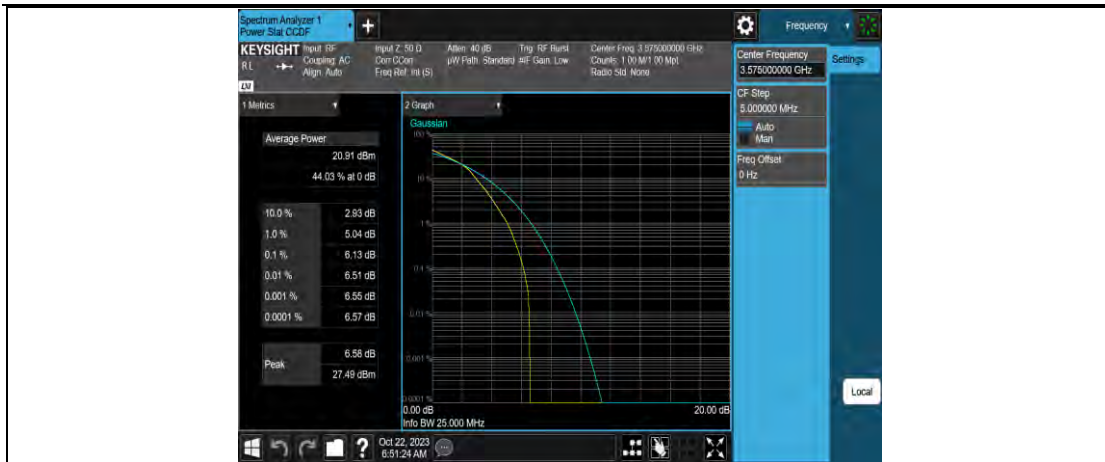 Spectrum Analyzer 1
Power Stat CCDF
Frequency
KEYSIGHT
Input: RF
Input Z: 50 Ω
Atten: 40 dB
Trig: RF Burst
Center Freq: 3.575000000 GHz
RL
Coupling: AC
Corr CCorr
µW Path: Standard
#IF Gain: Low
Counts: 1.00 M/1.00 Mpt
Align: Auto
Freq Ref: Int (S)
Radio Std: None
LM
Center Frequency
3.575000000 GHz
Settings
CF Step
5.000000 MHz
Auto
Man
Freq Offset
0 Hz
Local
1 Metrics
Average Power
20.91 dBm
44.03 % at 0 dB
10.0 % 2.93 dB
1.0 % 5.04 dB
0.1 % 6.13 dB
0.01 % 6.51 dB
0.001 % 6.55 dB
0.0001 % 6.57 dB
Peak
6.58 dB
27.49 dBm
2 Graph
Gaussian
100 %
10 %
1 %
0.1 %
0.01 %
0.001 %
0.0001 %
0.00 dB 20.00 dB
Info BW 25.000 MHz
?
Oct 22, 2023
6:51:24 AM